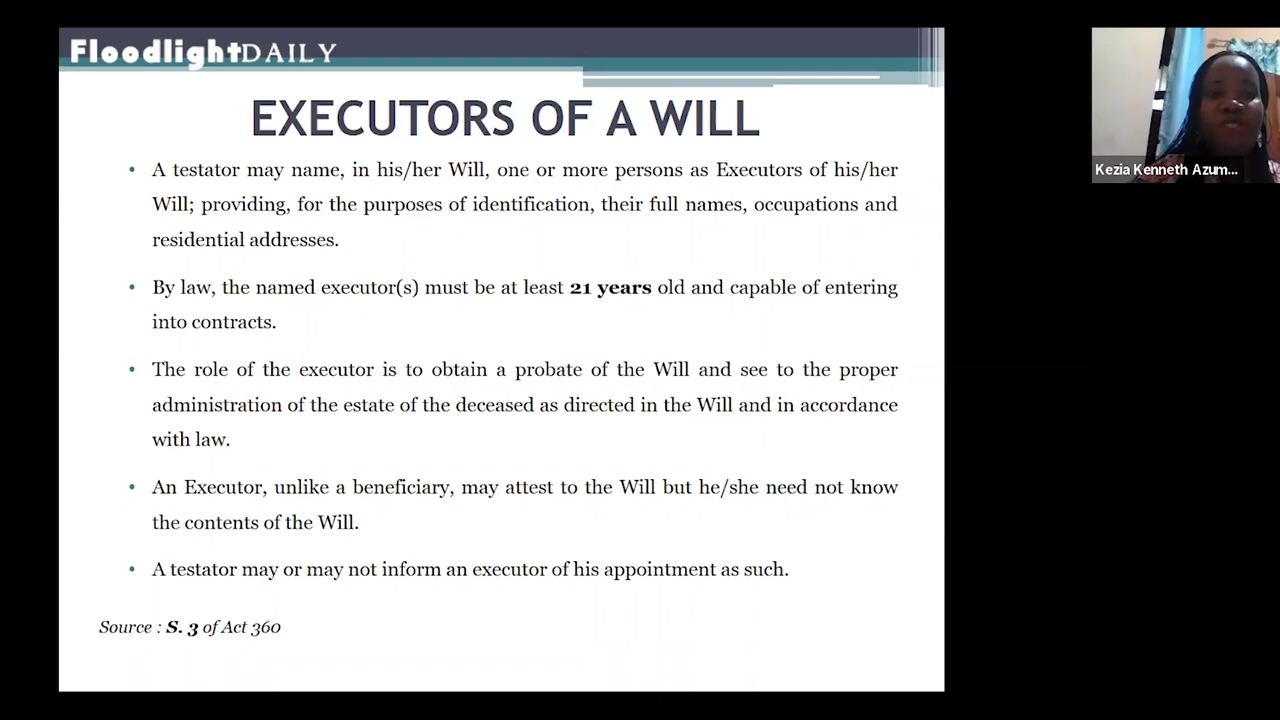 FloodlightDAILY
EXECUTORS OF A WILL
• A testator may name, in his/her Will, one or more persons as Executors of his/her
Will; providing, for the purposes of identification, their full names, occupations and
residential addresses.
• By law, the named executor(s) must be at least 21 years old and capable of entering
into contracts.
• The role of the executor is to obtain a probate of the Will and see to the proper
administration of the estate of the deceased as directed in the Will and in accordance
with law.
• An Executor, unlike a beneficiary, may attest to the Will but he/she need not know
the contents of the Will.
• A testator may or may not inform an executor of his appointment as such.
Source : S. 3 of Act 360
Kezia Kenneth Azum...